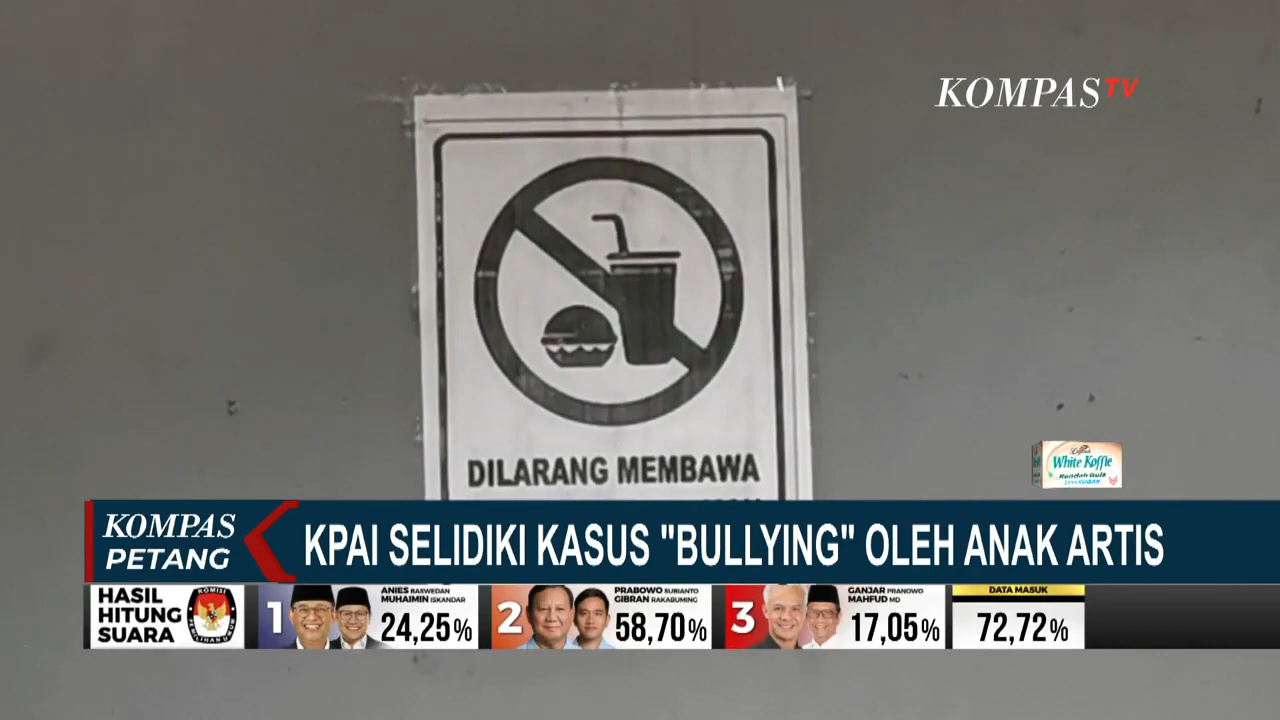 KOMPASTV
DILARANG MEMBAWA
White Koffie
KOMPAS
PETANG
KPAI SELIDIKI KASUS "BULLYING" OLEH ANAK ARTIS
HASIL
HITUNG
SUARA
KOMISI
1
ANIES BASWEDAN
MUHAIMIN ISKANDAR
24,25%
2
PRABOWO SUBIANTO
GIBRAN RAKABUMING
58,70%
3
GANJAR PRANOWO
MAHFUD MD
17,05%
DATA MASUK
72,72%